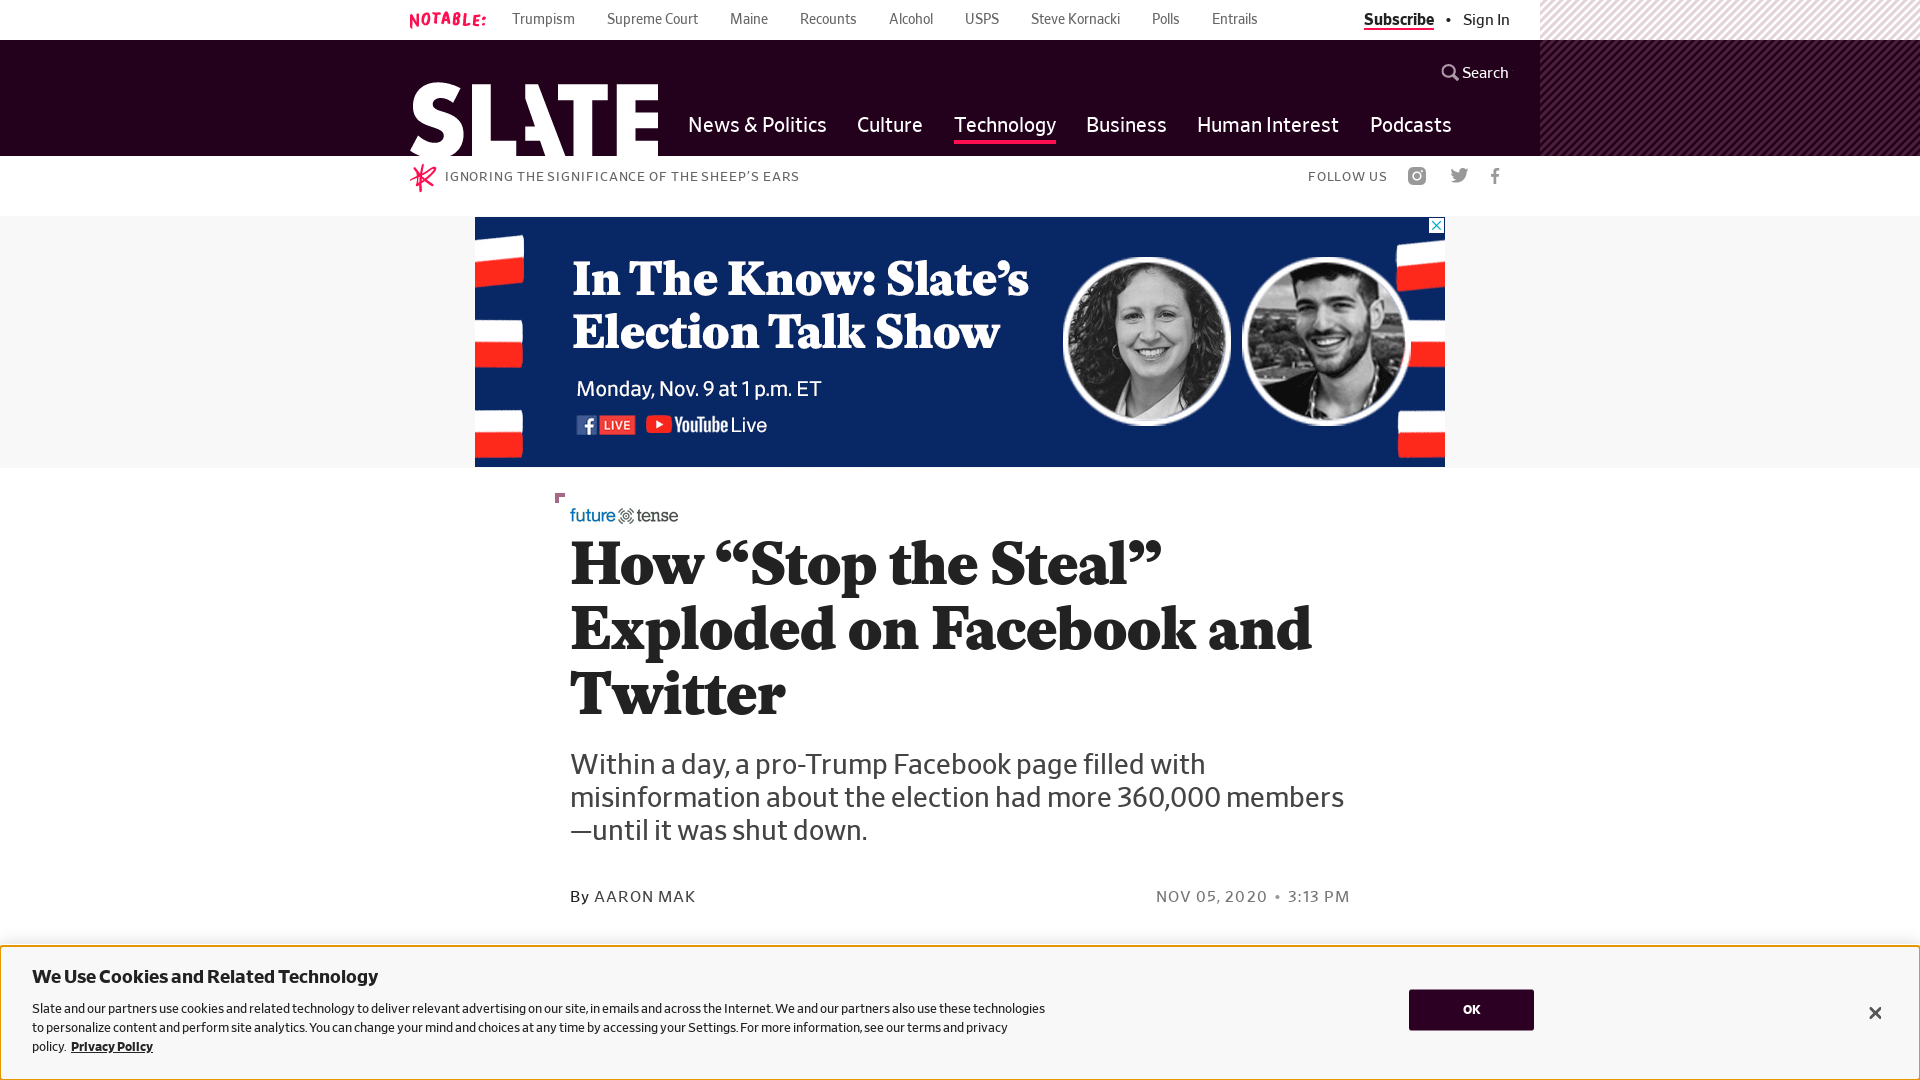 NOTABLE: Trumpism Supreme Court Maine Recounts Alcohol USPS Steve Kornacki Polls Entrails Subscribe • Sign In
Search
SLATE News & Politics Culture Technology Business Human Interest Podcasts
IGNORING THE SIGNIFICANCE OF THE SHEEP’S EARS FOLLOW US
In The Know: Slate’s
Election Talk Show
Monday, Nov. 9 at 1 p.m. ET
f LIVE YouTube Live
future tense
How “Stop the Steal”
Exploded on Facebook and
Twitter
Within a day, a pro-Trump Facebook page filled with
misinformation about the election had more 360,000 members
—until it was shut down.
By AARON MAK NOV 05, 2020 • 3:13 PM
We Use Cookies and Related Technology
Slate and our partners use cookies and related technology to deliver relevant advertising on our site, in emails and across the Internet. We and our partners also use these technologies
to personalize content and perform site analytics. You can change your mind and choices at any time by accessing your Settings. For more information, see our terms and privacy
policy. Privacy Policy
OK